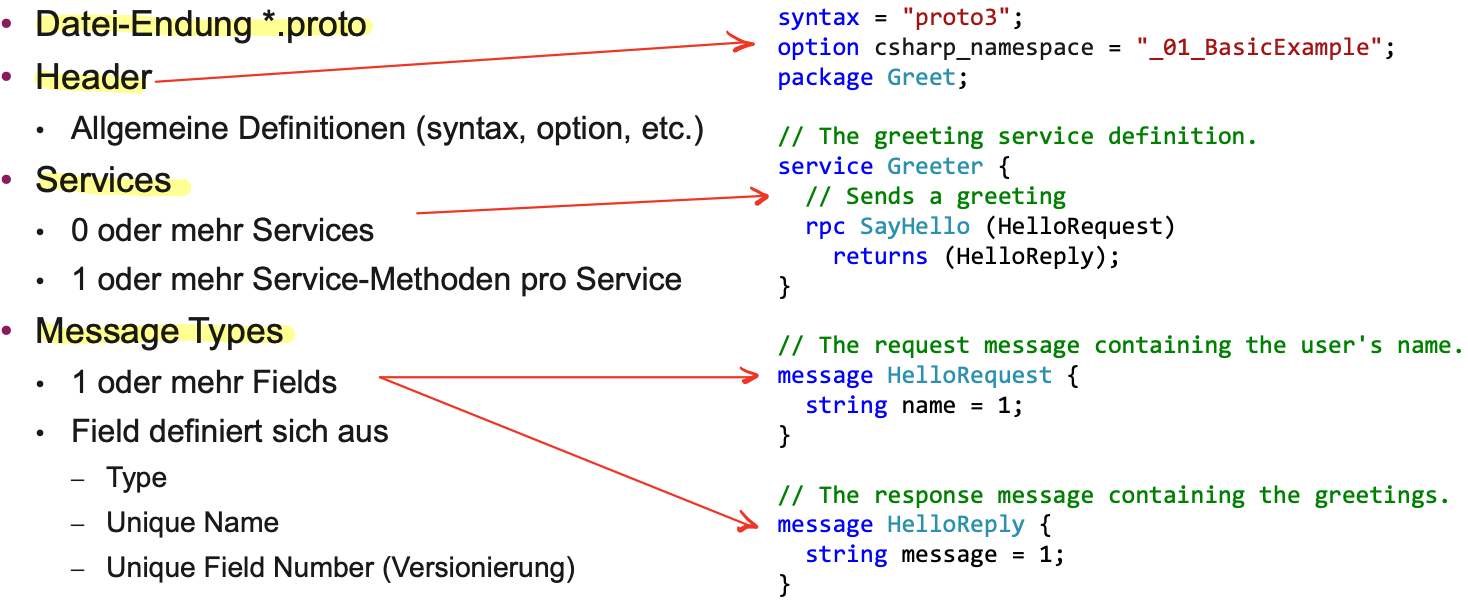 • Datei-Endung *.proto
• Header
• Allgemeine Definitionen (syntax, option, etc.)
• Services
• 0 oder mehr Services
• 1 oder mehr Service-Methoden pro Service
• Message Types
• 1 oder mehr Fields
• Field definiert sich aus
– Type
– Unique Name
– Unique Field Number (Versionierung)
syntax = "proto3";
option csharp_namespace = "_01_BasicExample";
package Greet;
// The greeting service definition.
service Greeter {
// Sends a greeting
rpc SayHello (HelloRequest)
returns (HelloReply);
}
// The request message containing the user's name.
message HelloRequest {
string name = 1;
}
// The response message containing the greetings.
message HelloReply {
string message = 1;
}